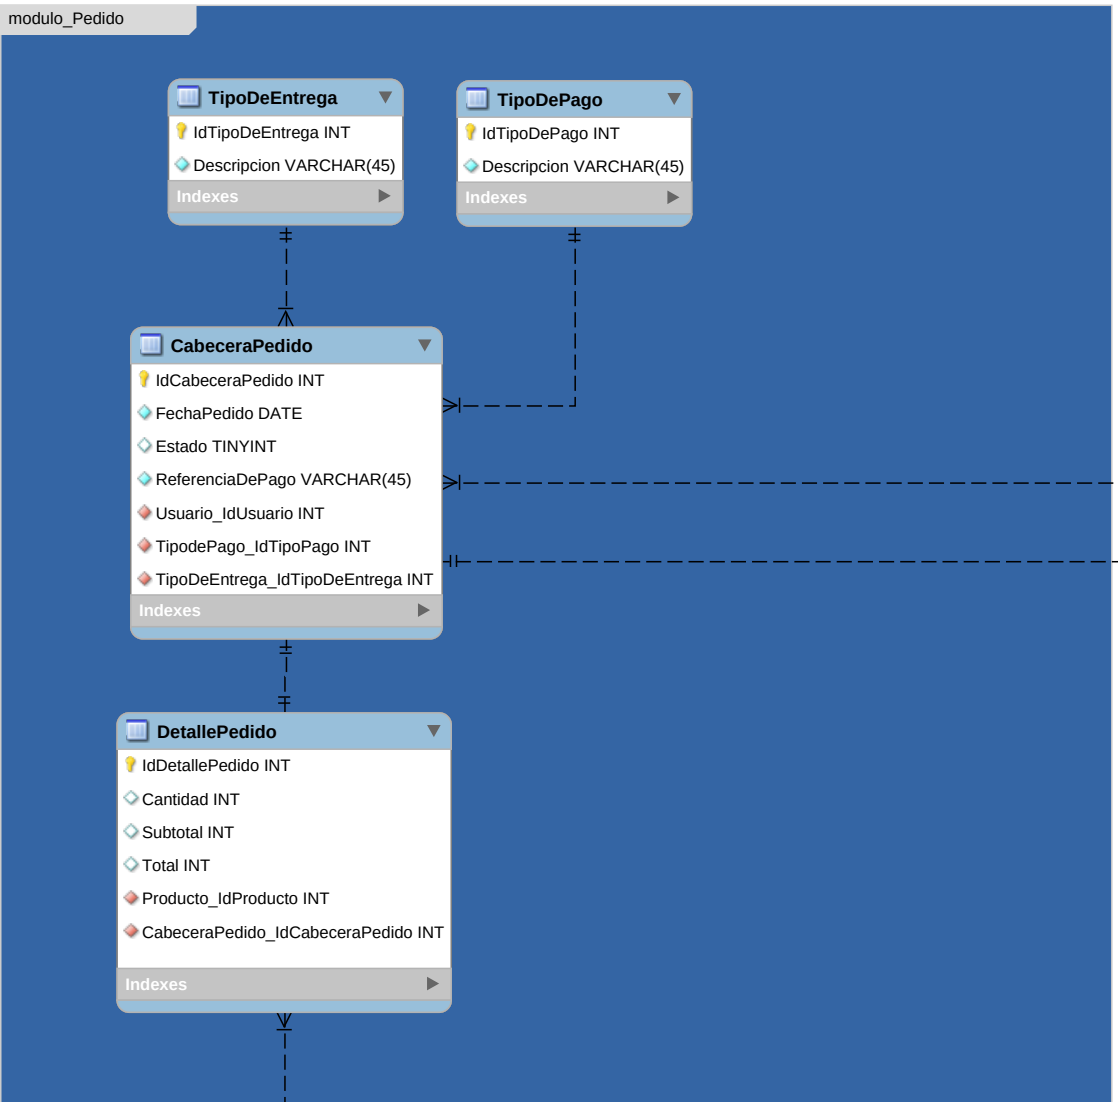 modulo_Pedido
TipoDeEntrega
IdTipoDeEntrega INT
Descripcion VARCHAR(45)
Indexes
TipoDePago
IdTipoDePago INT
Descripcion VARCHAR(45)
Indexes
CabeceraPedido
IdCabeceraPedido INT
FechaPedido DATE
Estado TINYINT
ReferenciaDePago VARCHAR(45)
Usuario_IdUsuario INT
TipodePago_IdTipoPago INT
TipoDeEntrega_IdTipoDeEntrega INT
Indexes
DetallePedido
IdDetallePedido INT
Cantidad INT
Subtotal INT
Total INT
Producto_IdProducto INT
CabeceraPedido_IdCabeceraPedido INT
Indexes